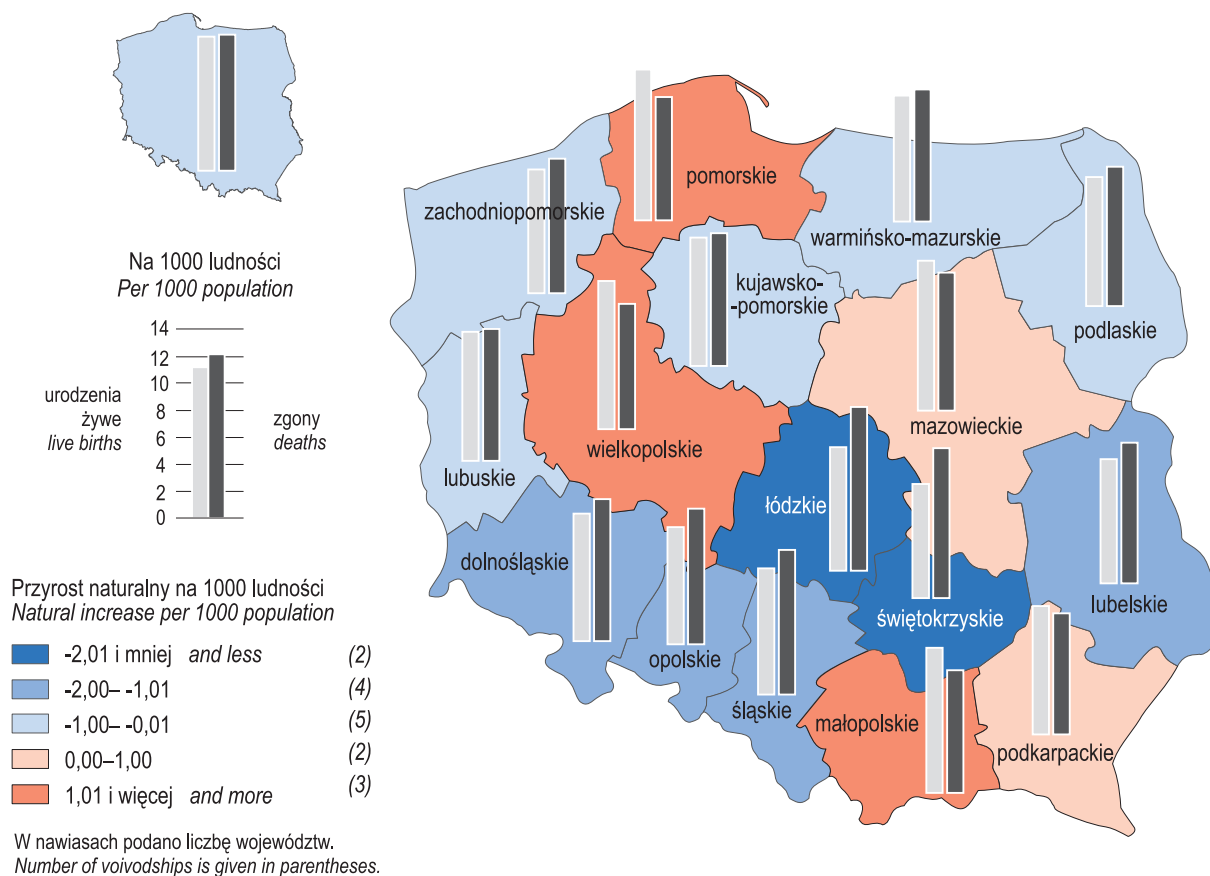 Na 1000 ludności
Per 1000 population
14
12
10
8
6
4
2
0
urodzenia
żywe
live births
zgony
deaths
Przyrost naturalny na 1000 ludności
Natural increase per 1000 population
-2,01 i mniej and less (2)
-2,00– -1,01 (4)
-1,00– -0,01 (5)
0,00–1,00 (2)
1,01 i więcej and more (3)
W nawiasach podano liczbę województw.
Number of voivodships is given in parentheses.
pomorskie
zachodniopomorskie
warmińsko-mazurskie
kujawsko-
-pomorskie
podlaskie
mazowieckie
wielkopolskie
lubuskie
łódzkie
dolnośląskie
lubelskie
świętokrzyskie
opolskie
śląskie
małopolskie
podkarpackie